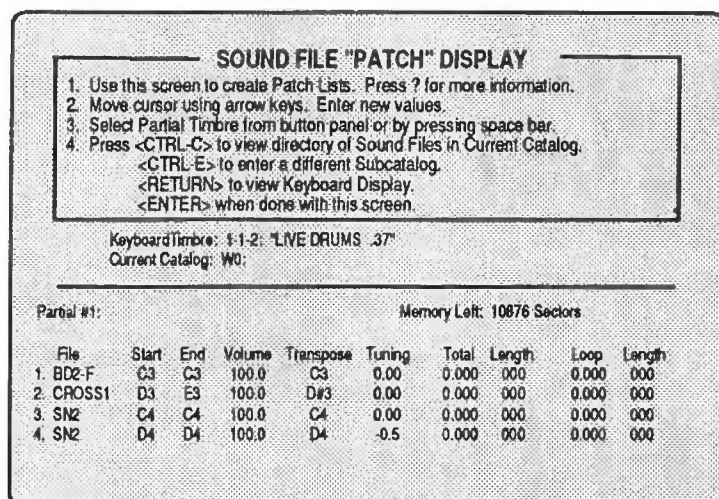 SOUND FILE "PATCH" DISPLAY
1. Use this screen to create Patch Lists. Press ? for more information.
2. Move cursor using arrow keys. Enter new values.
3. Select Partial Timbre from button panel or by pressing space bar.
4. Press <CTRL-C> to view directory of Sound Files in Current Catalog.
<CTRL-E> to enter a different Subcatalog.
<RETURN> to view Keyboard Display.
<ENTER> when done with this screen.
KeyboardTimbre: 1-1-2: "LIVE DRUMS .37"
Current Catalog: W0:
Partial #1: Memory Left: 10876 Sectors
File Start End Volume Transpose Tuning Total Length Loop Length
1. BD2-F C3 C3 100.0 C3 0.00 0.000 000 0.000 000
2. CROSS1 D3 E3 100.0 D#3 0.00 0.000 000 0.000 000
3. SN2 C4 C4 100.0 C4 0.00 0.000 000 0.000 000
4. SN2 D4 D4 100.0 D4 -0.5 0.000 000 0.000 000